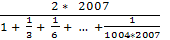 2 * 2007
1 + 1/3 + 1/6 + ... + 1/1004*2007